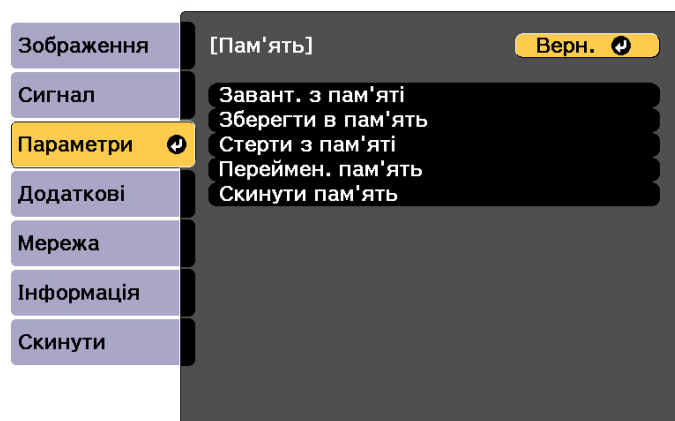 Зображення
Сигнал
Параметри
Додаткові
Мережа
Інформація
Скинути
[Пам'ять]
Верн.
Завант. з пам'яті
Зберегти в пам'ять
Стерти з пам'яті
Переймен. пам'ять
Скинути пам'ять